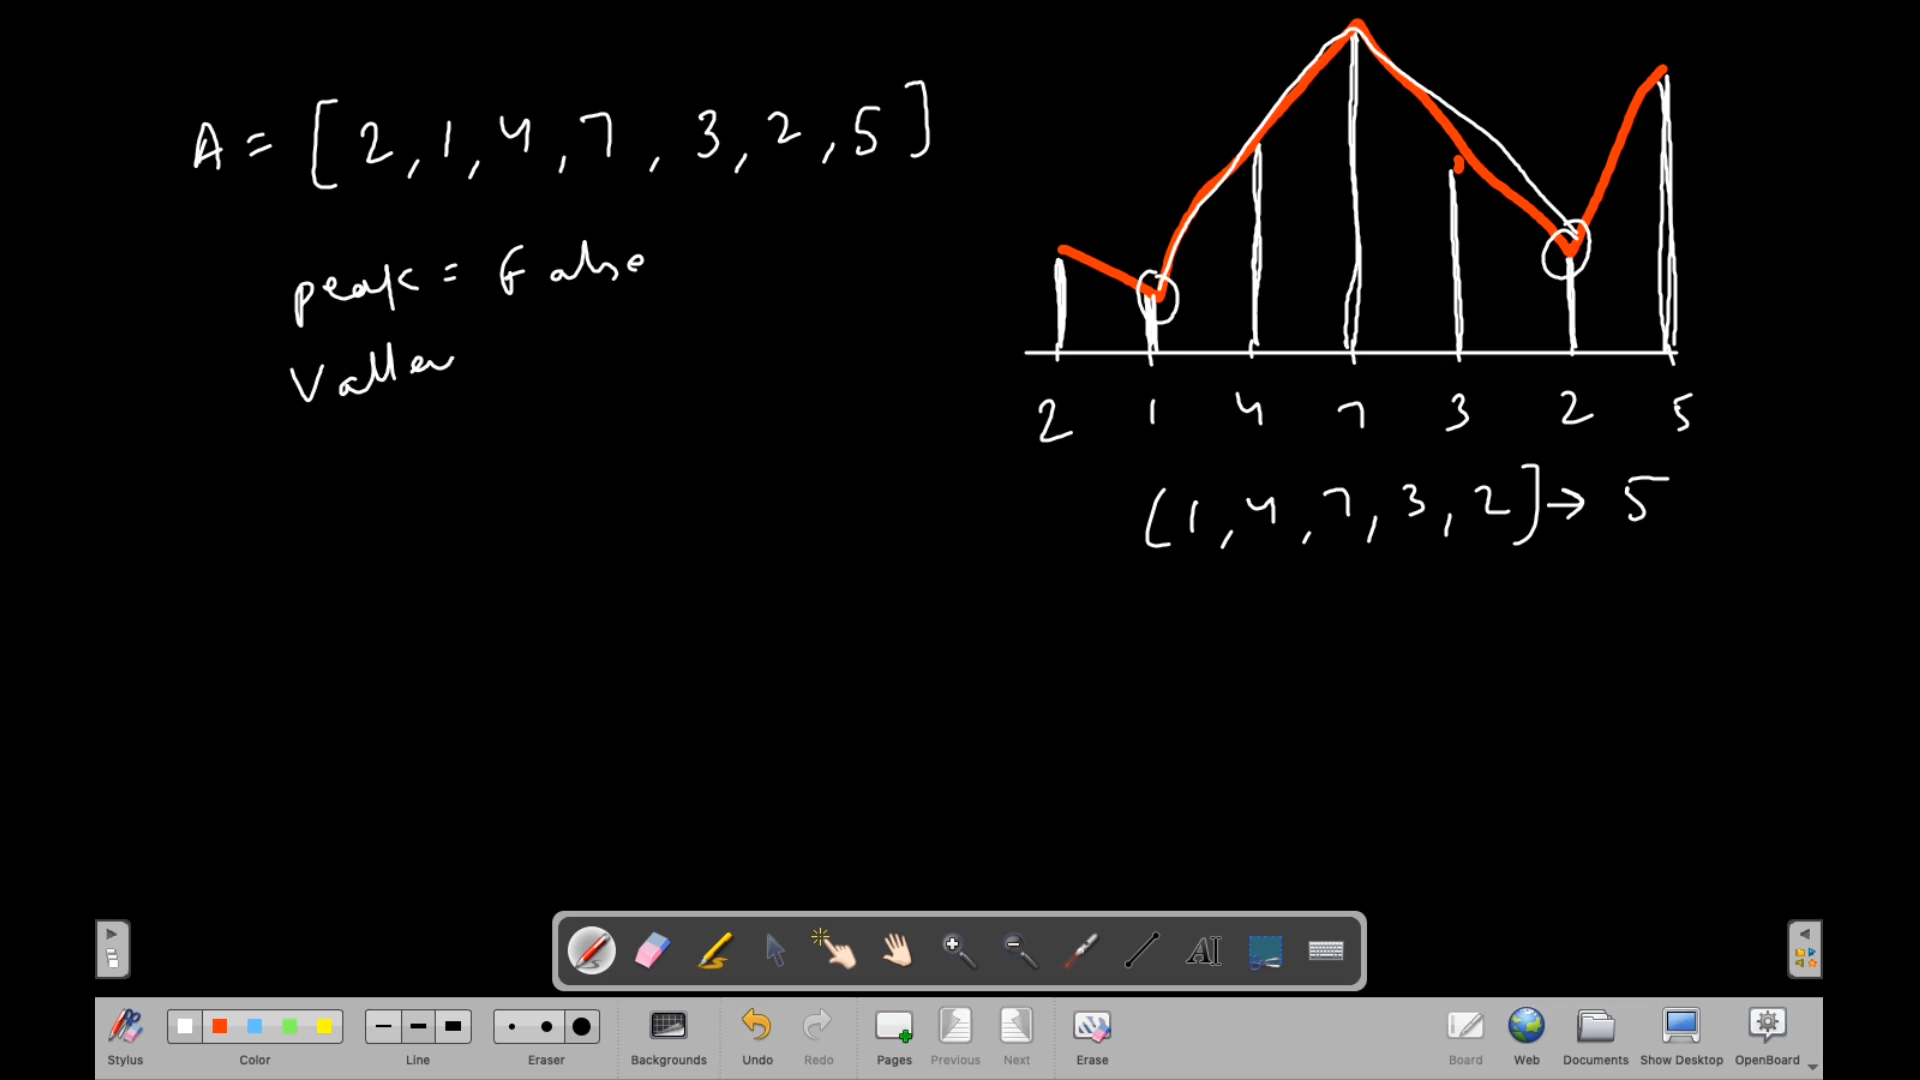 A = [2, 1, 4, 7, 3, 2, 5]
peak = False
Valle
2 1 4 7 3 2 5
[1, 4, 7, 3, 2] → 5
Stylus Color Line Eraser Backgrounds Undo Redo Pages Previous Next Erase Board Web Documents Show Desktop OpenBoard